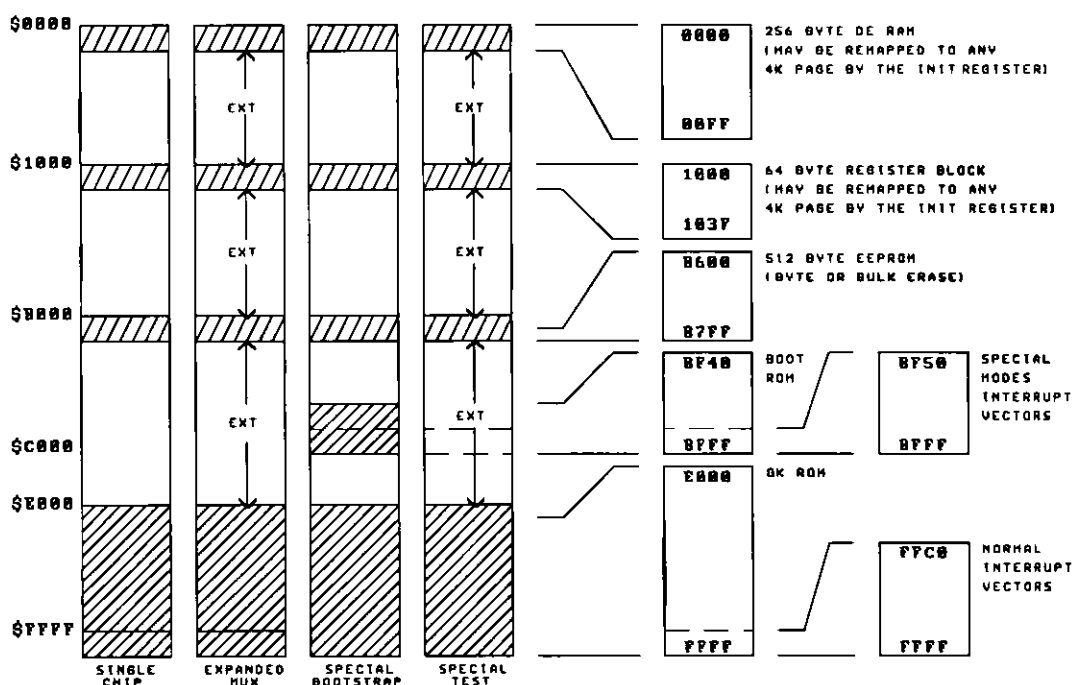 $0000
$1000
$B000
$C000
$E000
$FFFF
EXT
EXT
EXT
EXT
EXT
EXT
SINGLE
CHIP
EXPANDED
MUX
SPECIAL
BOOTSTRAP
SPECIAL
TEST
0000
00FF
256 BYTE OF RAM
(MAY BE REMAPPED TO ANY
4K PAGE BY THE INIT REGISTER)
1000
103F
64 BYTE REGISTER BLOCK
(MAY BE REMAPPED TO ANY
4K PAGE BY THE INIT REGISTER)
B600
B7FF
512 BYTE EEPROM
(BYTE OR BULK ERASE)
BF40
BFFF
BOOT
ROM
BF50
BFFF
SPECIAL
MODES
INTERRUPT
VECTORS
E000
FFFF
8K ROM
FFC0
FFFF
NORMAL
INTERRUPT
VECTORS